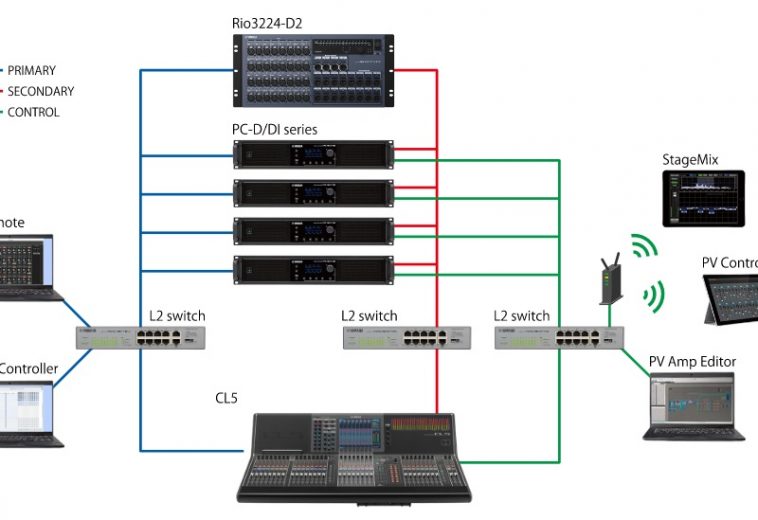 Rio3224-D2
PRIMARY
SECONDARY
CONTROL
PC-D/DI series
StageMix
note
PV Contro
L2 switch
L2 switch
L2 switch
Controller
PV Amp Editor
CL5